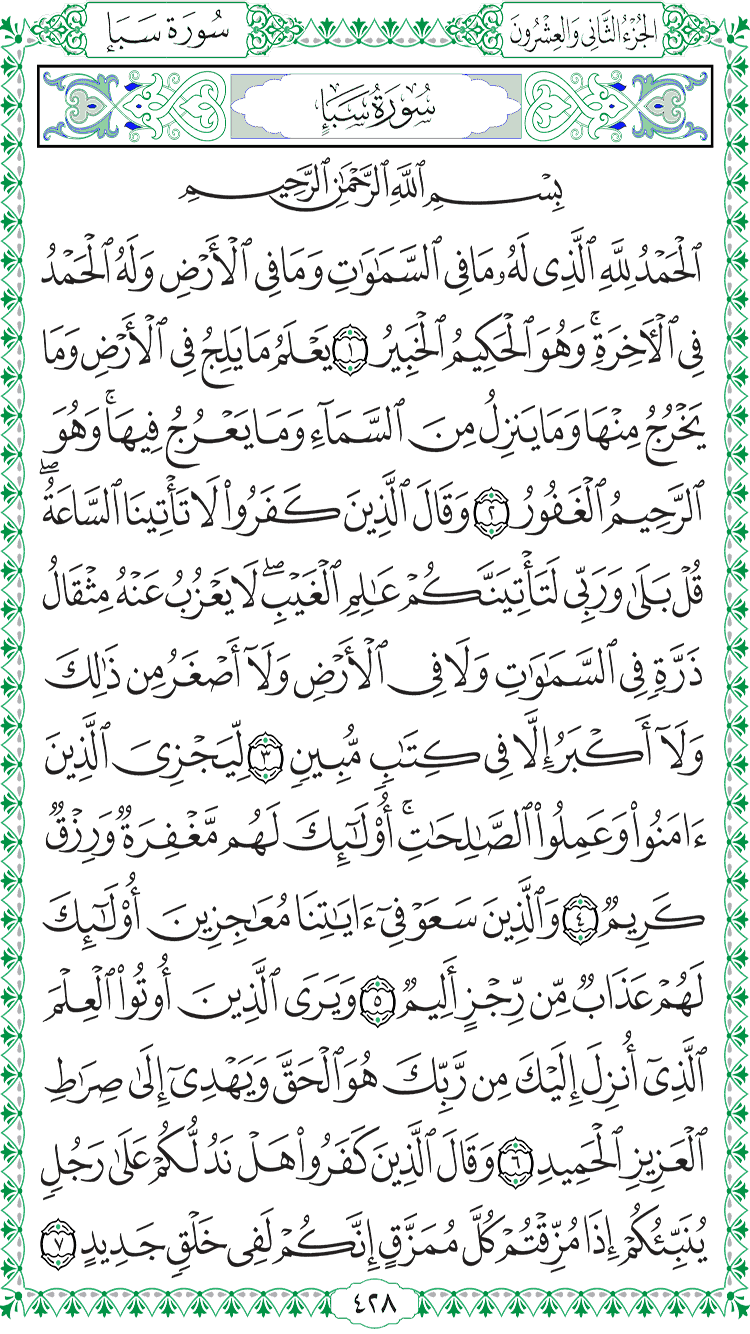 الجُزْءُ الثَّانِي وَالعِشْرُونَ
سُورَة سَبَإ
سُورَةُ سَبَإٍ
بِسْمِ ٱللَّهِ ٱلرَّحْمَٰنِ ٱلرَّحِيمِ
ٱلْحَمْدُ لِلَّهِ ٱلَّذِى لَهُۥ مَا فِى ٱلسَّمَٰوَٰتِ وَمَا فِى ٱلْأَرْضِ وَلَهُ ٱلْحَمْدُ
فِى ٱلْءَاخِرَةِ ۚ وَهُوَ ٱلْحَكِيمُ ٱلْخَبِيرُ ١ يَعْلَمُ مَا يَلِجُ فِى ٱلْأَرْضِ وَمَا
يَخْرُجُ مِنْهَا وَمَا يَنزِلُ مِنَ ٱلسَّمَآءِ وَمَا يَعْرُجُ فِيهَا ۚ وَهُوَ
ٱلرَّحِيمُ ٱلْغَفُورُ ٢ وَقَالَ ٱلَّذِينَ كَفَرُوا۟ لَا تَأْتِينَا ٱلسَّاعَةُ ۖ
قُلْ بَلَىٰ وَرَبِّى لَتَأْتِيَنَّكُمْ عَٰلِمِ ٱلْغَيْبِ ۖ لَا يَعْزُبُ عَنْهُ مِثْقَالُ
ذَرَّةٍ فِى ٱلسَّمَٰوَٰتِ وَلَا فِى ٱلْأَرْضِ وَلَآ أَصْغَرُ مِن ذَٰلِكَ
وَلَآ أَكْبَرُ إِلَّا فِى كِتَٰبٍ مُّبِينٍ ٣ لِّيَجْزِىَ ٱلَّذِينَ
ءَامَنُوا۟ وَعَمِلُوا۟ ٱلصَّٰلِحَٰتِ ۚ أُو۟لَٰٓئِكَ لَهُم مَّغْفِرَةٌ وَرِزْقٌ
كَرِيمٌ ٤ وَٱلَّذِينَ سَعَوْ فِىٓ ءَايَٰتِنَا مُعَٰجِزِينَ أُو۟لَٰٓئِكَ
لَهُمْ عَذَابٌ مِّن رِّجْزٍ أَلِيمٌ ٥ وَيَرَى ٱلَّذِينَ أُوتُوا۟ ٱلْعِلْمَ
ٱلَّذِىٓ أُنزِلَ إِلَيْكَ مِن رَّبِّكَ هُوَ ٱلْحَقَّ وَيَهْدِىٓ إِلَىٰ صِرَٰطِ
ٱلْعَزِيزِ ٱلْحَمِيدِ ٦ وَقَالَ ٱلَّذِينَ كَفَرُوا۟ هَلْ نَدُلُّكُمْ عَلَىٰ رَجُلٍ
يُنَبِّئُكُمْ إِذَا مُزِّقْتُمْ كُلَّ مُمَزَّقٍ إِنَّكُمْ لَفِى خَلْقٍ جَدِيدٍ ٧
٤٢٨